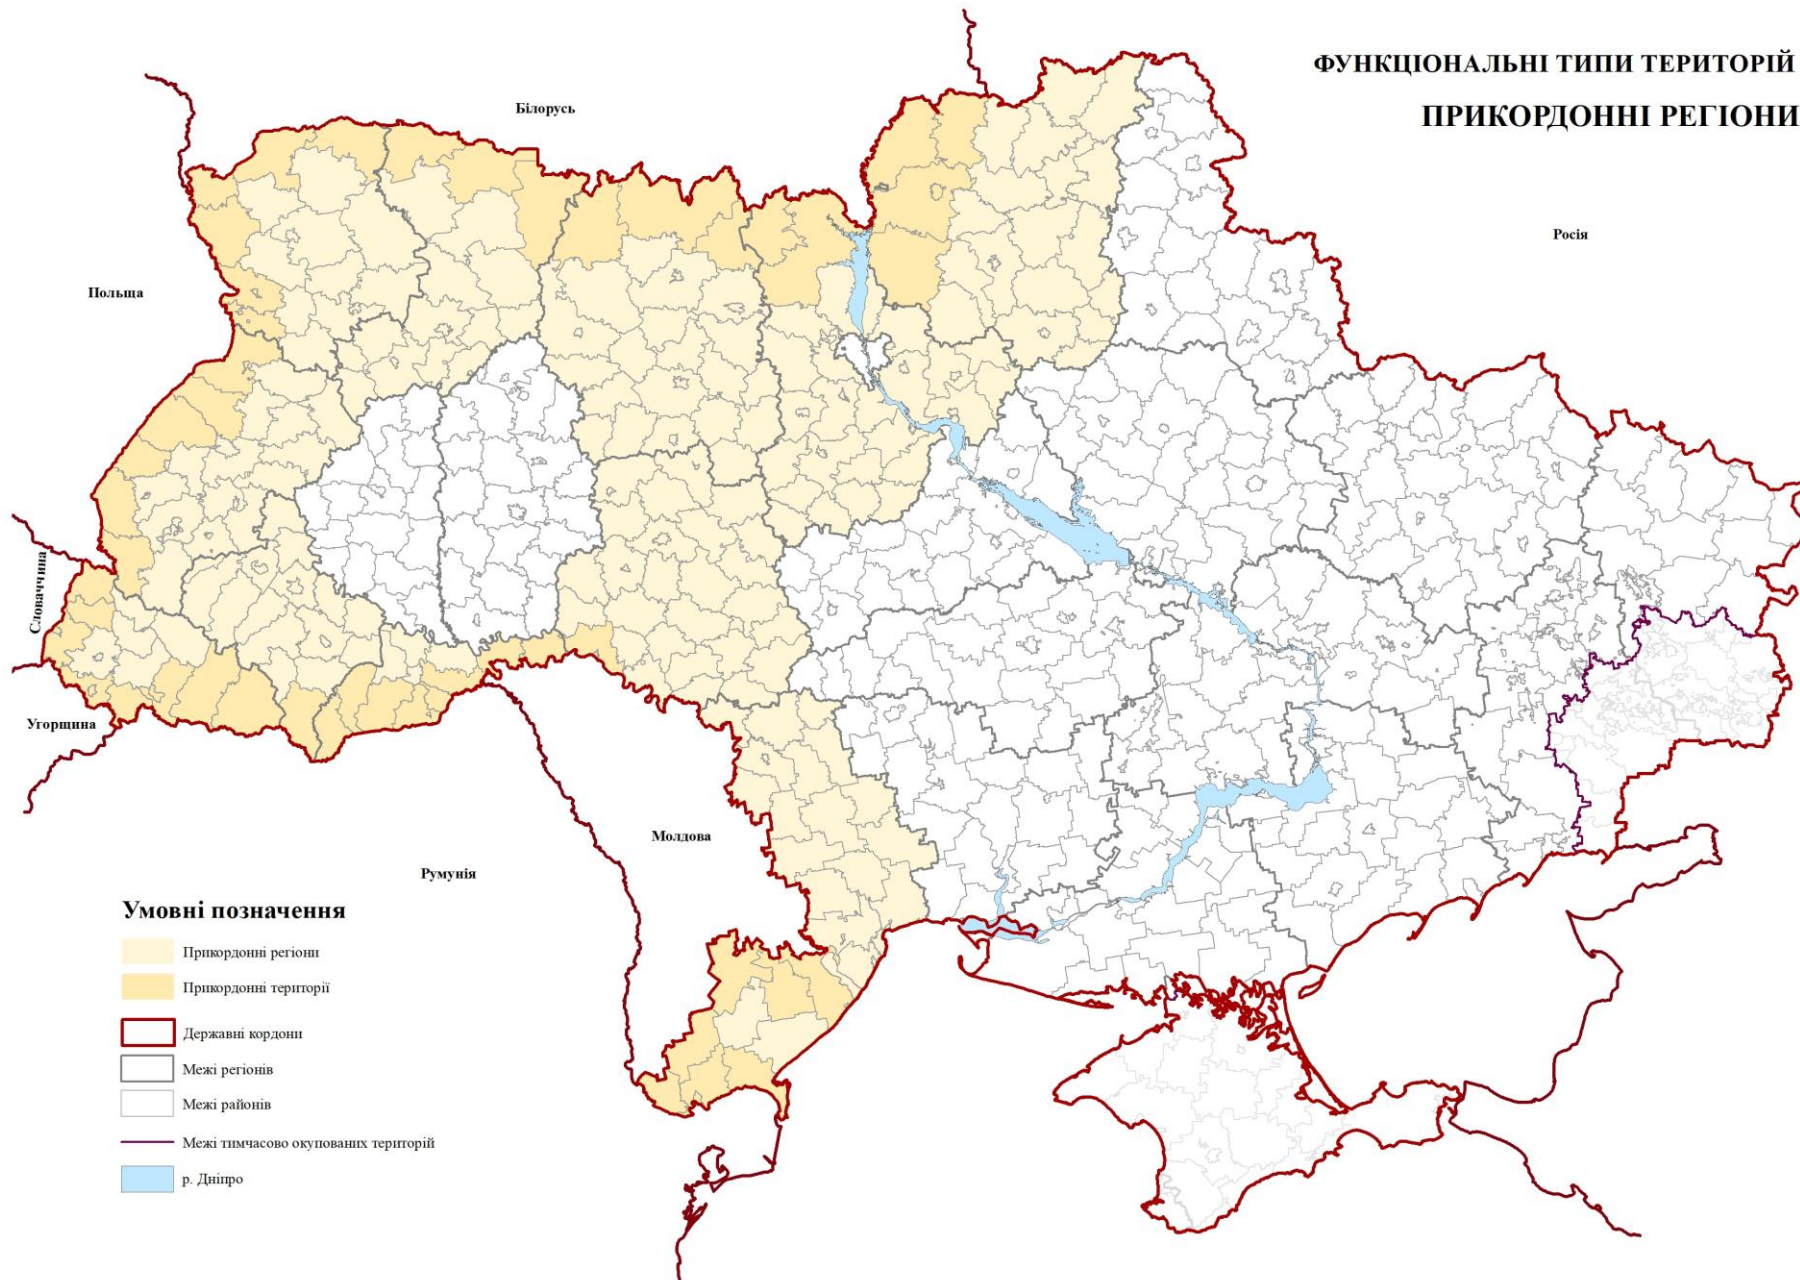 ФУНКЦІОНАЛЬНІ ТИПИ ТЕРИТОРІЙ
ПРИКОРДОННІ РЕГІОНИ
Білорусь
Росія
Польща
Словаччина
Угорщина
Молдова
Румунія
Умовні позначення
Прикордонні регіони
Прикордонні території
Державні кордони
Межі регіонів
Межі районів
Межі тимчасово окупованих територій
р. Дніпро